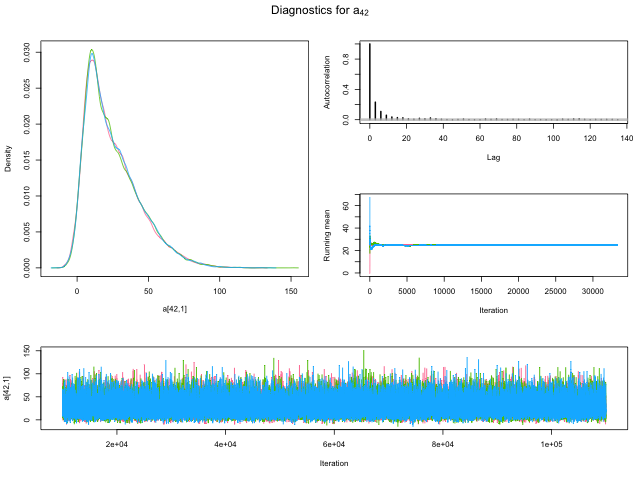 Diagnostics for a42
Density
0.000 0.005 0.010 0.015 0.020 0.025 0.030
0 50 100 150
a[42,1]
Autocorrelation
0.0 0.4 0.8
0 20 40 60 80 100 120 140
Lag
Running mean
0 20 40 60
0 5000 10000 15000 20000 25000 30000
Iteration
a[42,1]
0 50 100 150
2e+04 4e+04 6e+04 8e+04 1e+05
Iteration